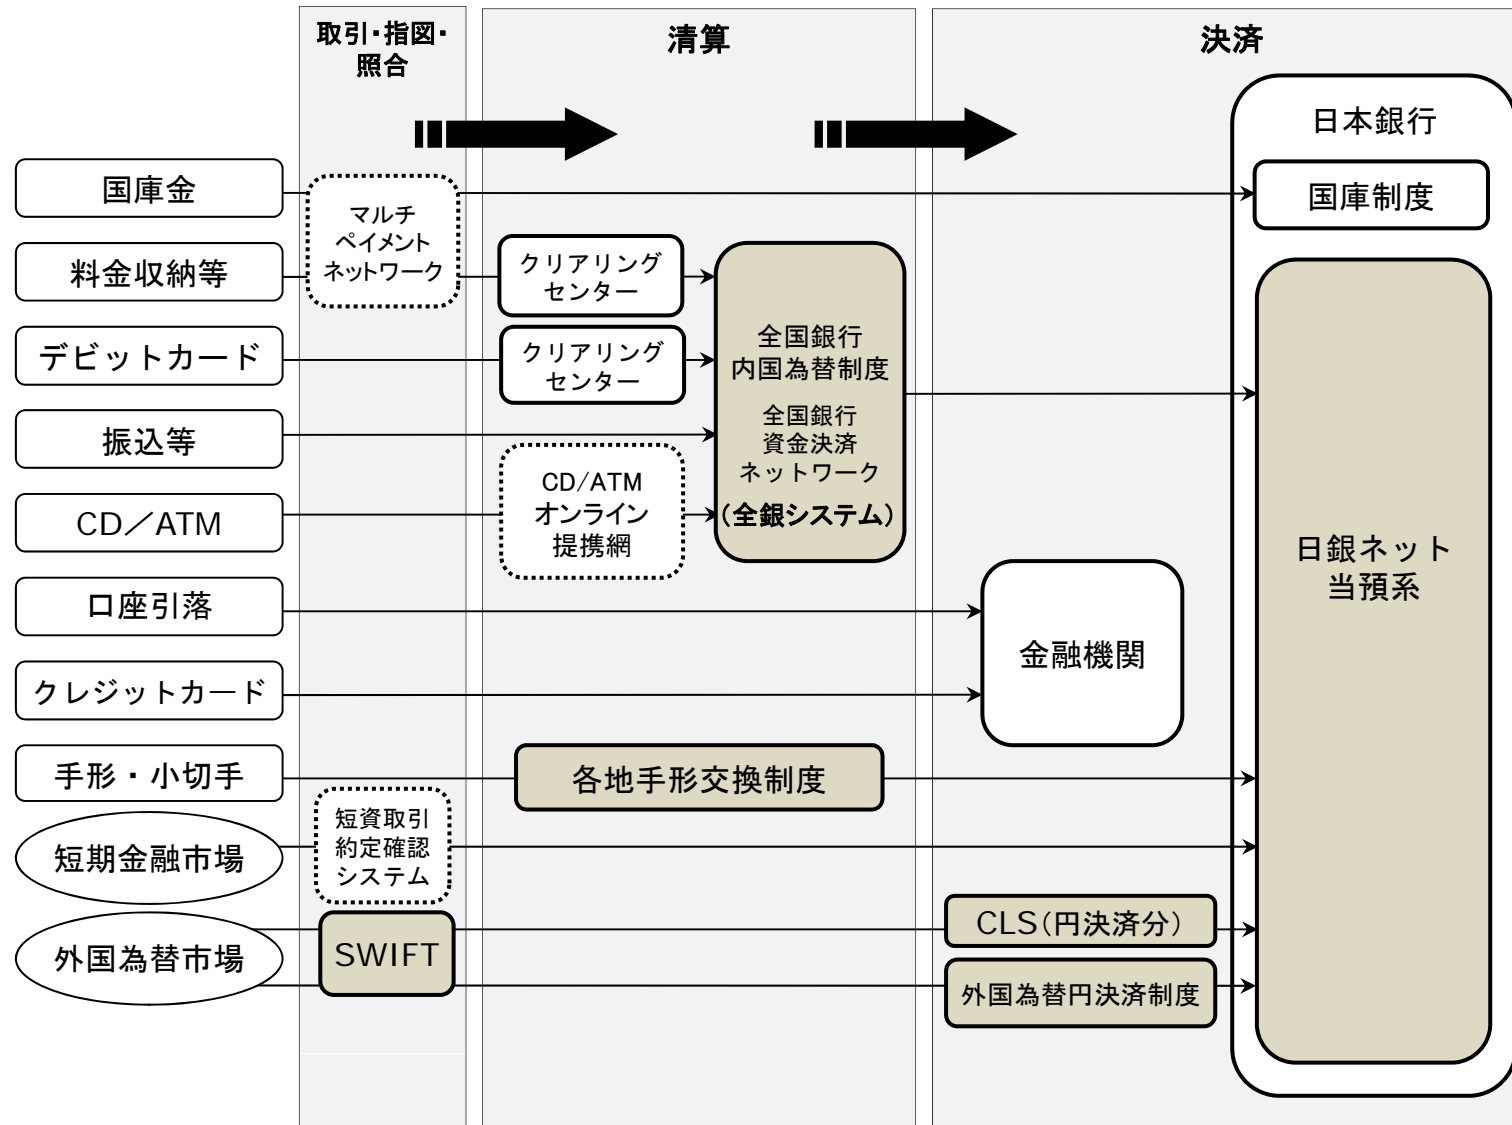 取引・指図・
照合
清算
決済
日本銀行
国庫金
マルチ
ペイメント
ネットワーク
国庫制度
料金収納等
クリアリング
センター
デビットカード
クリアリング
センター
全国銀行
内国為替制度
全国銀行
資金決済
ネットワーク
(全銀システム)
振込等
CD/ATM
オンライン
提携網
CD/ATM
日銀ネット
当預系
口座引落
金融機関
クレジットカード
手形・小切手
各地手形交換制度
短期金融市場
短資取引
約定確認
システム
外国為替市場
SWIFT
CLS(円決済分)
外国為替円決済制度